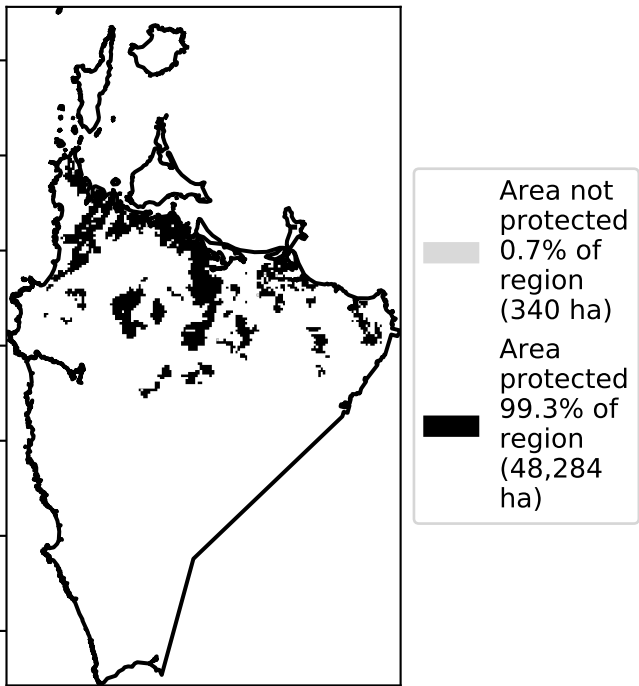 Area not
protected
0.7% of
region
(340 ha)
Area
protected
99.3% of
region
(48,284
ha)